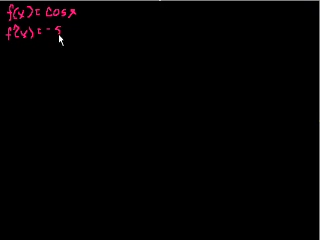 f(x) = cos x
f'(x) = - s